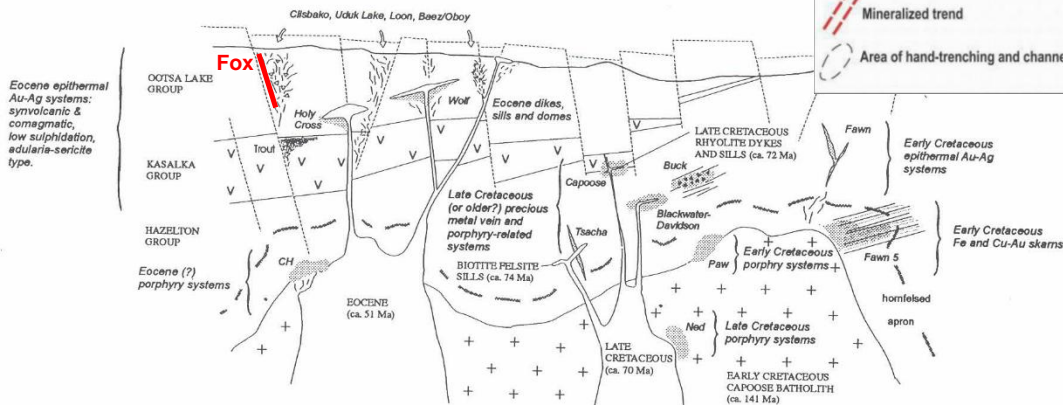 Clisbako, Uduk Lake, Loon, Baez/Oboy
Mineralized trend
Area of hand-trenching and channe
Fox
OOTSA LAKE
GROUP
Eocene epithermal
Au-Ag systems:
synvolcanic &
comagmatic,
low sulphidation,
adularia-sericite
type.
Holy
Cross
Wolf
Eocene dikes,
sills and domes
Trout
KASALKA
GROUP
V V V V V V V V V V
LATE CRETACEOUS
RHYOLITE DYKES
AND SILLS (ca. 72 Ma)
Fawn
Early Cretaceous
epithermal Au-Ag
systems
Capoose
Buck
Late Cretaceous
(or older?) precious
metal vein and
porphyry-related
systems
Blackwater-
Davidson
HAZELTON
GROUP
Tsacha
CH
Eocene (?)
porphyry systems
BIOTITE FELSITE
SILLS (ca. 74 Ma)
Paw
Early Cretaceous
porphyry systems
Fawn 5
Early Cretaceous
Fe and Cu-Au skarns
EOCENE
(ca. 51 Ma)
hornfelsed
apron
Ned
Late Cretaceous
porphyry systems
LATE
CRETACEOUS
(ca. 70 Ma)
EARLY CRETACEOUS
CAPOOSE BATHOLITH
(ca. 141 Ma)